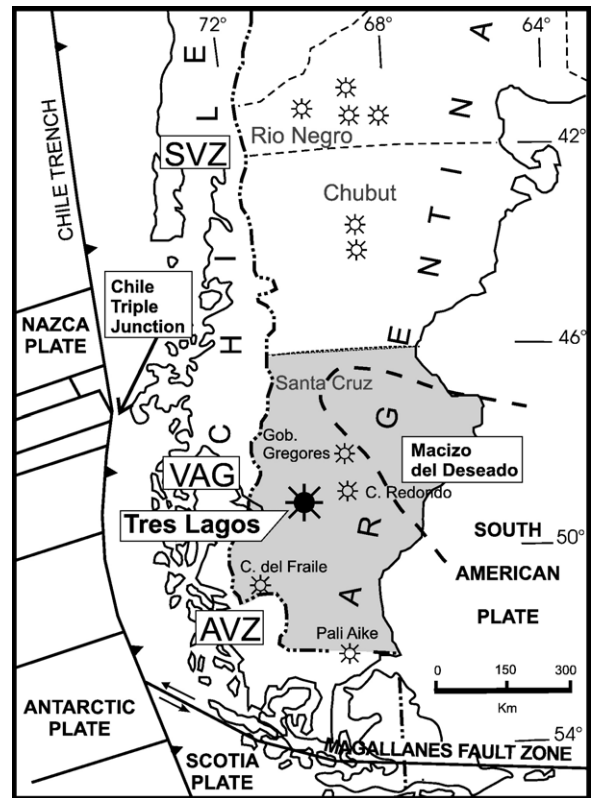 72°
68°
64°
CHILE
ARGENTINA
Rio Negro
SVZ
42°
CHILE TRENCH
Chubut
Chile
Triple
Junction
NAZCA
PLATE
46°
Santa Cruz
Gob.
Gregores
Macizo
del Deseado
VAG
C. Redondo
Tres Lagos
SOUTH
AMERICAN
PLATE
50°
C. del Fraile
AVZ
Pali Aike
0 150 300
Km
ANTARCTIC
PLATE
54°
MAGALLANES FAULT ZONE
SCOTIA
PLATE